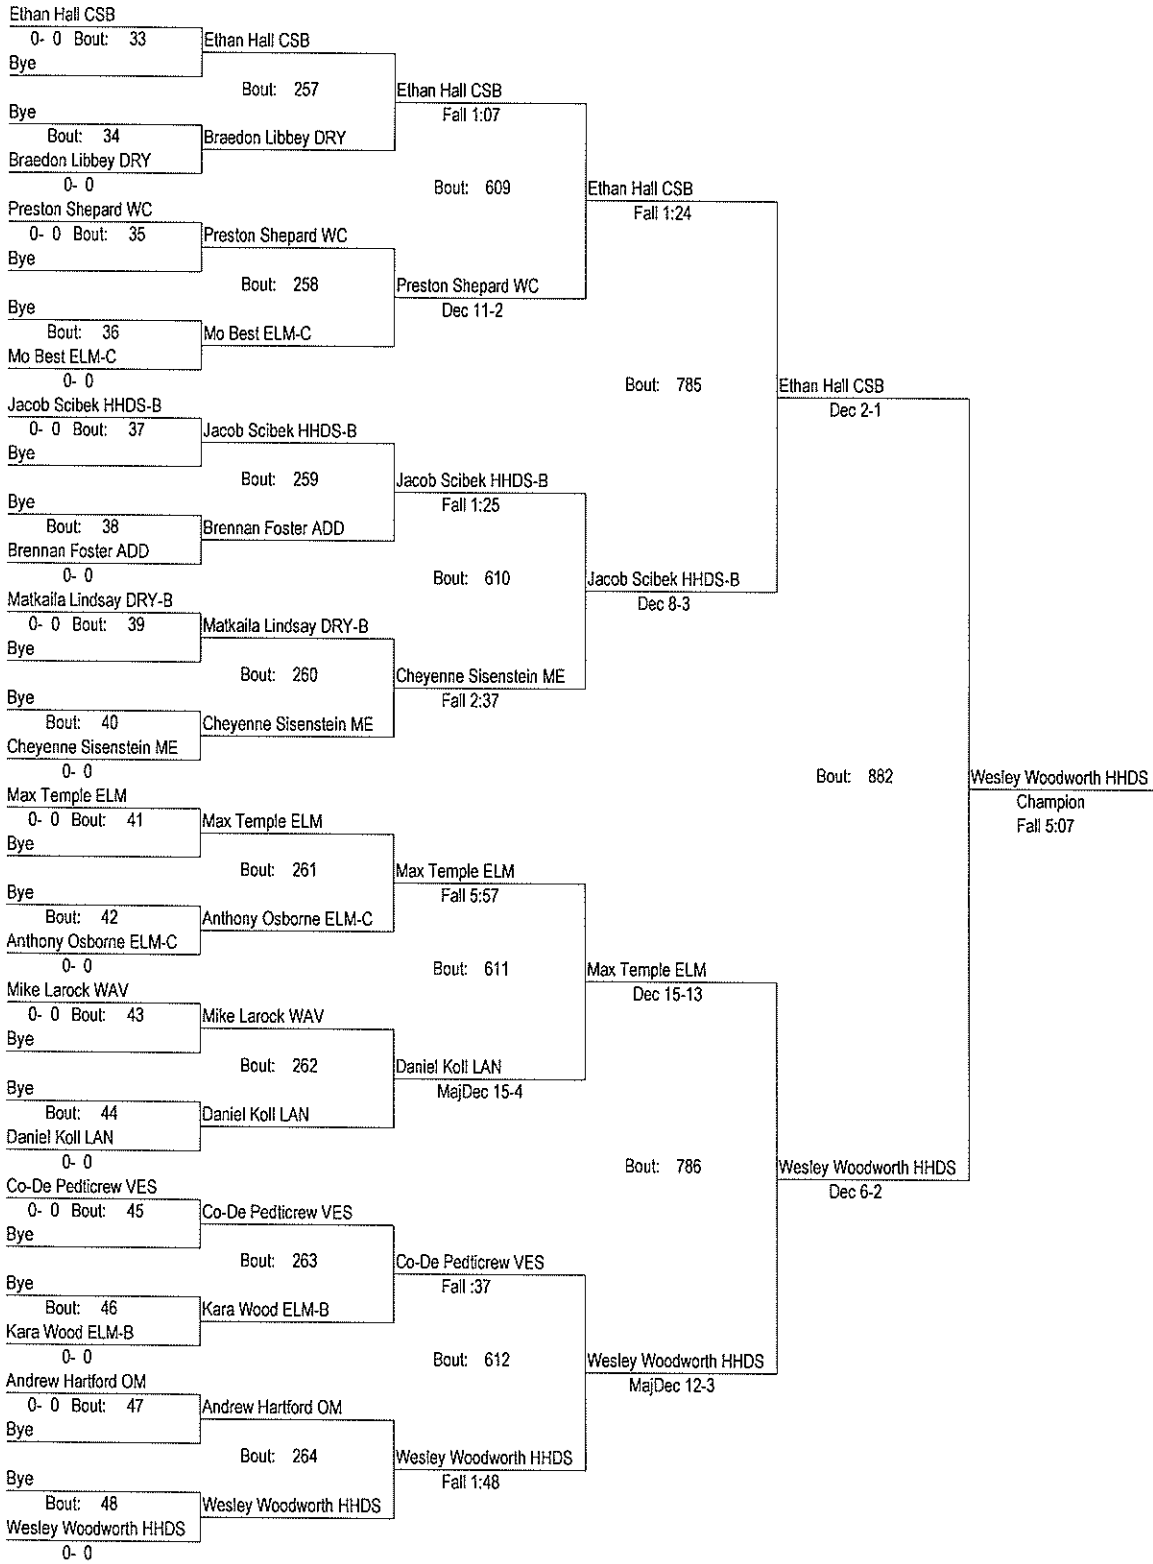 Ethan Hall CSB
0- 0 Bout: 33
Bye
Ethan Hall CSB
Bout: 257
Bye
Bout: 34
Braedon Libbey DRY
0- 0
Braedon Libbey DRY
Ethan Hall CSB
Fall 1:07
Bout: 609
Preston Shepard WC
0- 0 Bout: 35
Bye
Preston Shepard WC
Bout: 258
Bye
Bout: 36
Mo Best ELM-C
0- 0
Mo Best ELM-C
Preston Shepard WC
Dec 11-2
Ethan Hall CSB
Fall 1:24
Bout: 785
Jacob Scibek HHDS-B
0- 0 Bout: 37
Bye
Jacob Scibek HHDS-B
Bout: 259
Bye
Bout: 38
Brennan Foster ADD
0- 0
Brennan Foster ADD
Jacob Scibek HHDS-B
Fall 1:25
Bout: 610
Matkaila Lindsay DRY-B
0- 0 Bout: 39
Bye
Matkaila Lindsay DRY-B
Bout: 260
Bye
Bout: 40
Cheyenne Sisenstein ME
0- 0
Cheyenne Sisenstein ME
Cheyenne Sisenstein ME
Fall 2:37
Jacob Scibek HHDS-B
Dec 8-3
Ethan Hall CSB
Dec 2-1
Bout: 882
Wesley Woodworth HHDS
Champion
Fall 5:07
Max Temple ELM
0- 0 Bout: 41
Bye
Max Temple ELM
Bout: 261
Bye
Bout: 42
Anthony Osborne ELM-C
0- 0
Anthony Osborne ELM-C
Max Temple ELM
Fall 5:57
Bout: 611
Mike Larock WAV
0- 0 Bout: 43
Bye
Mike Larock WAV
Bout: 262
Bye
Bout: 44
Daniel Koll LAN
0- 0
Daniel Koll LAN
Daniel Koll LAN
MajDec 15-4
Max Temple ELM
Dec 15-13
Bout: 786
Co-De Pedticrew VES
0- 0 Bout: 45
Bye
Co-De Pedticrew VES
Bout: 263
Bye
Bout: 46
Kara Wood ELM-B
0- 0
Kara Wood ELM-B
Co-De Pedticrew VES
Fall :37
Bout: 612
Andrew Hartford OM
0- 0 Bout: 47
Bye
Andrew Hartford OM
Bout: 264
Bye
Bout: 48
Wesley Woodworth HHDS
0- 0
Wesley Woodworth HHDS
Wesley Woodworth HHDS
Fall 1:48
Wesley Woodworth HHDS
MajDec 12-3
Wesley Woodworth HHDS
Dec 6-2